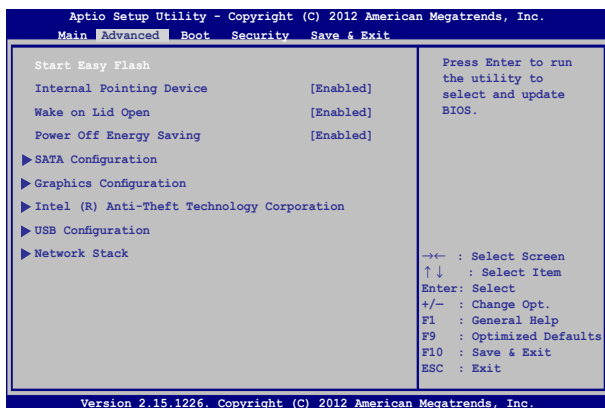 Aptio Setup Utility - Copyright (C) 2012 American Megatrends, Inc.
Main Advanced Boot Security Save & Exit
Start Easy Flash
Internal Pointing Device [Enabled]
Wake on Lid Open [Enabled]
Power Off Energy Saving [Enabled]
SATA Configuration
Graphics Configuration
Intel (R) Anti-Theft Technology Corporation
USB Configuration
Network Stack
Press Enter to run
the utility to
select and update
BIOS.
→← : Select Screen
↑↓ : Select Item
Enter: Select
+/— : Change Opt.
F1 : General Help
F9 : Optimized Defaults
F10 : Save & Exit
ESC : Exit
Version 2.15.1226. Copyright (C) 2012 American Megatrends, Inc.